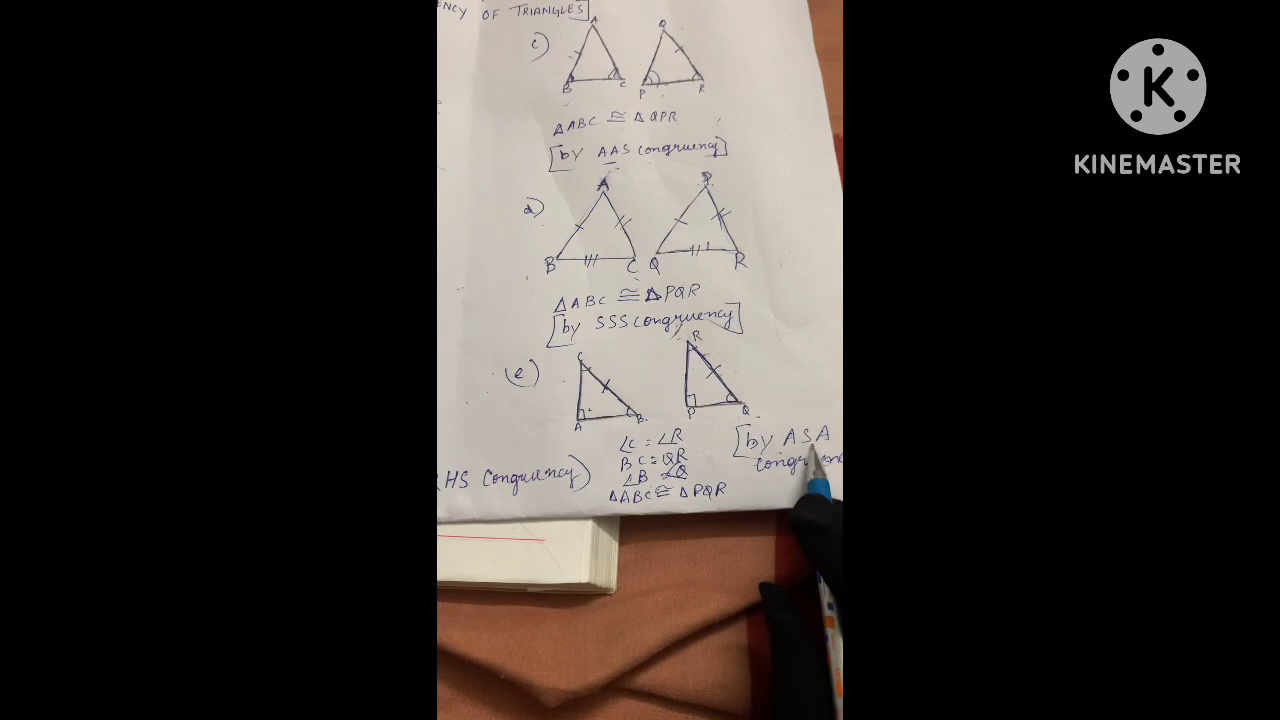 OF TRIANGLES]
c)
A
B
C
Q
P
R
△ABC ≅ △QPR
[by AAS congruency]
d)
A
B
C
P
Q
R
△ABC ≅ △PQR
[by SSS congruency]
e)
C
A
B
R
P
Q
∠C = ∠R
BC = QR
∠B = ∠Q
△ABC ≅ △PQR
[by ASA
HS Congruency)
KINEMASTER